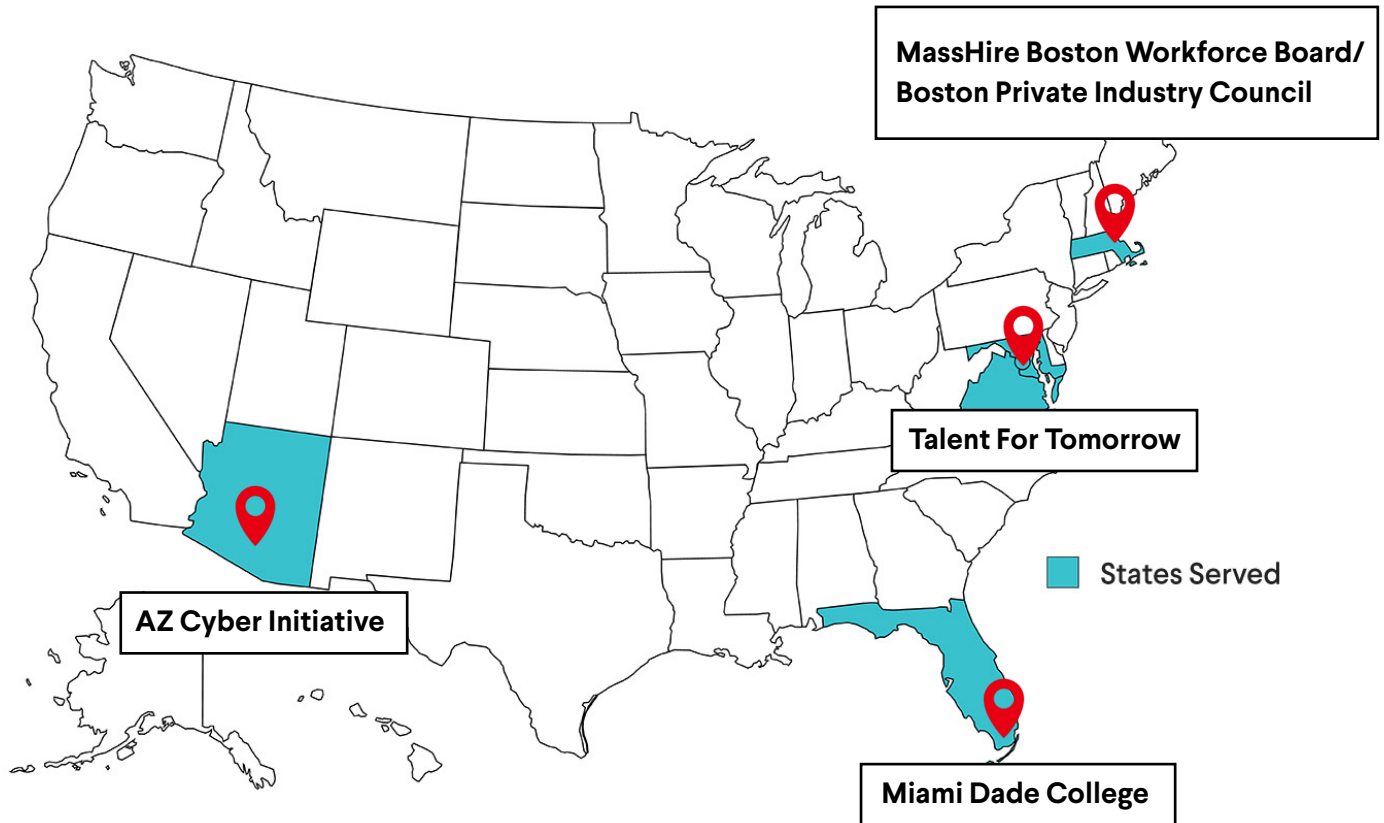 MassHire Boston Workforce Board/
Boston Private Industry Council
Talent For Tomorrow
States Served
AZ Cyber Initiative
Miami Dade College